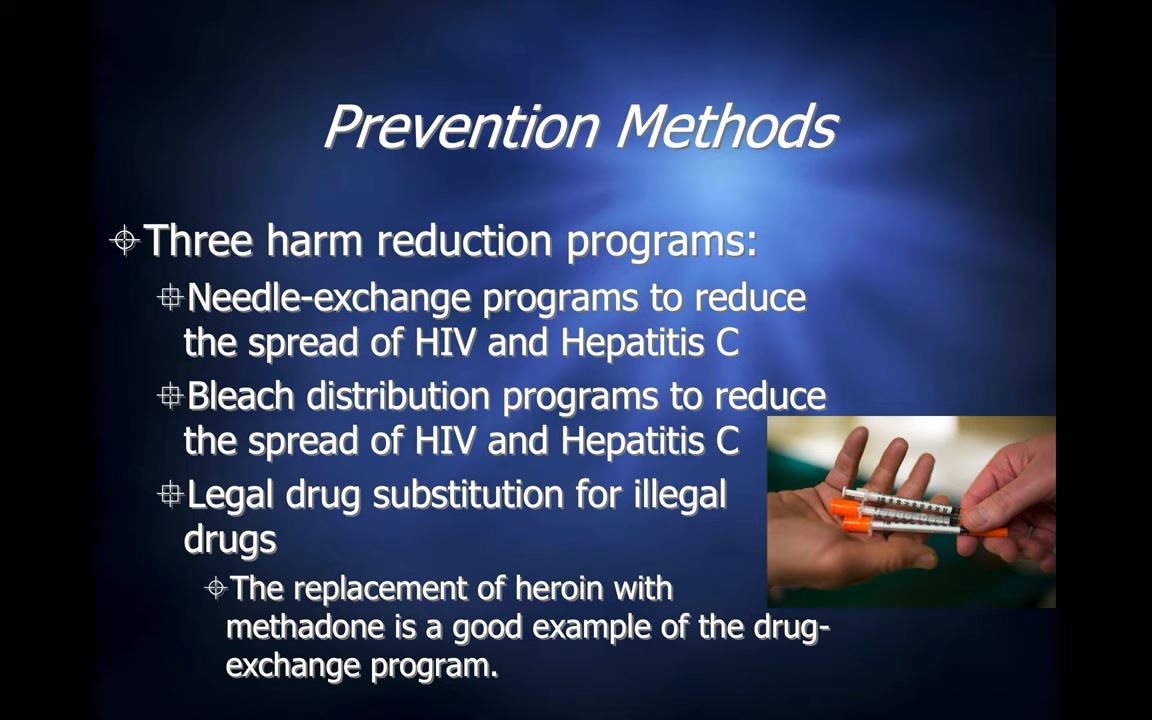 Prevention Methods
Three harm reduction programs:
Needle-exchange programs to reduce
the spread of HIV and Hepatitis C
Bleach distribution programs to reduce
the spread of HIV and Hepatitis C
Legal drug substitution for illegal
drugs
The replacement of heroin with
methadone is a good example of the drug-
exchange program.